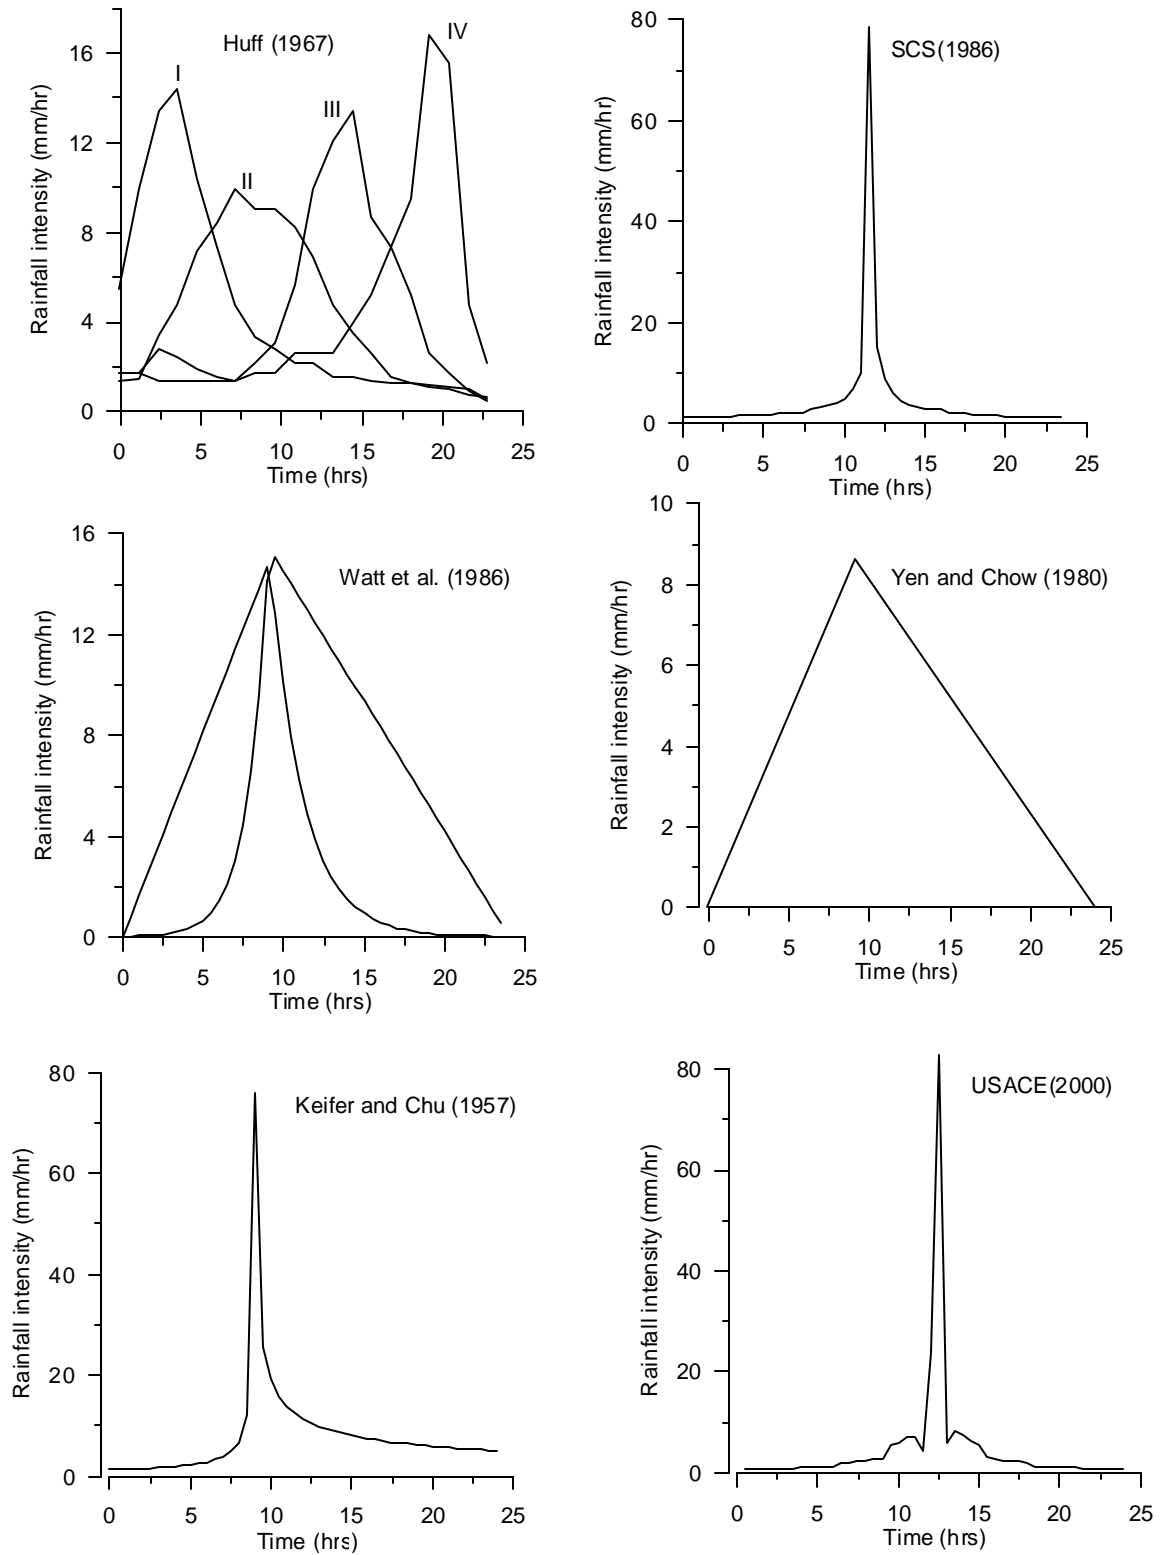 Huff (1967)
I
II
III
IV
Rainfall intensity (mm/hr)
16
12
8
4
0
0 5 10 15 20 25
Time (hrs)
SCS(1986)
Rainfall intensity (mm/hr)
80
60
40
20
0
0 5 10 15 20 25
Time (hrs)
Watt et al. (1986)
Rainfall intensity (mm/hr)
16
12
8
4
0
0 5 10 15 20 25
Time (hrs)
Yen and Chow (1980)
Rainfall intensity (mm/hr)
10
8
6
4
2
0
0 5 10 15 20 25
Time (hrs)
Keifer and Chu (1957)
Rainfall intensity (mm/hr)
80
60
40
20
0
0 5 10 15 20 25
Time (hrs)
USACE(2000)
Rainfall intensity (mm/hr)
80
60
40
20
0
0 5 10 15 20 25
Time (hrs)